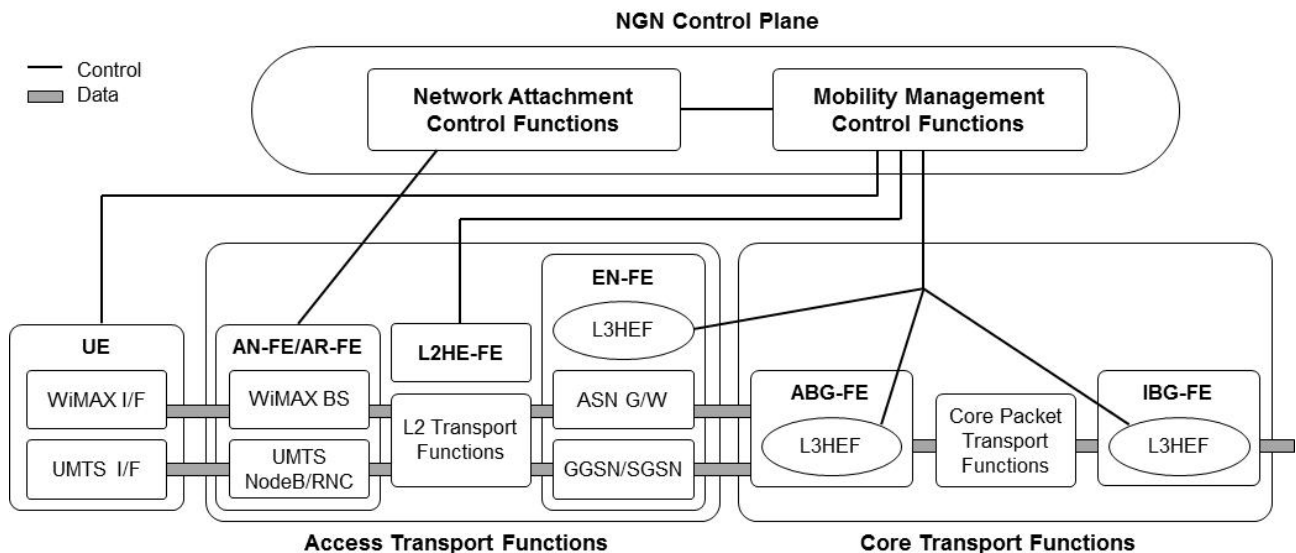 NGN Control Plane
Control
Data
Network Attachment
Control Functions
Mobility Management
Control Functions
UE
WiMAX I/F
UMTS I/F
AN-FE/AR-FE
WiMAX BS
UMTS
NodeB/RNC
L2HE-FE
L2 Transport
Functions
EN-FE
L3HEF
ASN G/W
GGSN/SGSN
ABG-FE
L3HEF
Core Packet
Transport
Functions
IBG-FE
L3HEF
Access Transport Functions
Core Transport Functions